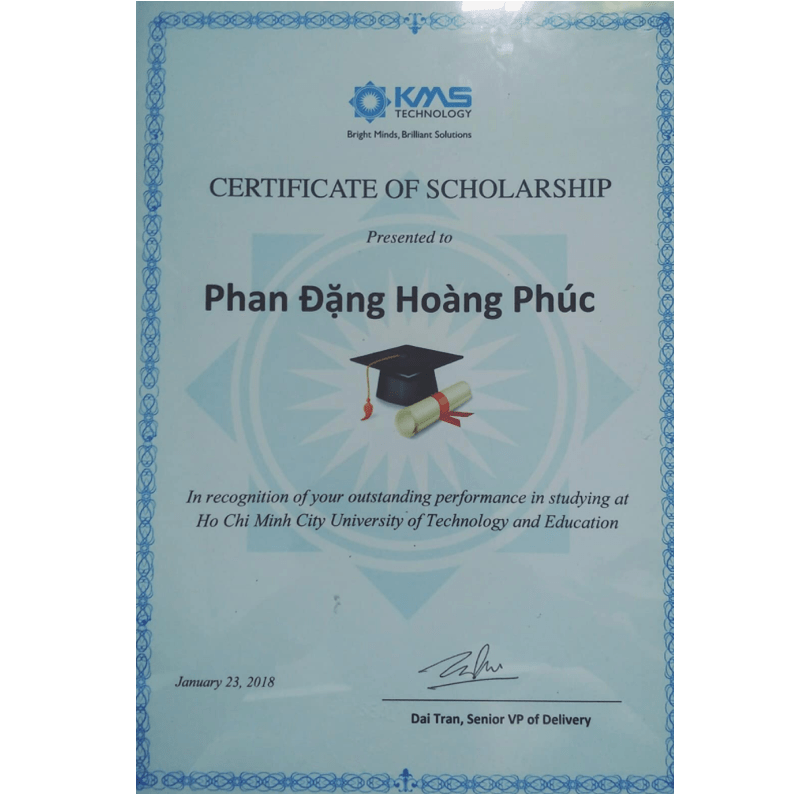 KMS
TECHNOLOGY
Bright Minds, Brilliant Solutions
CERTIFICATE OF SCHOLARSHIP
Presented to
Phan Đặng Hoàng Phúc
In recognition of your outstanding performance in studying at
Ho Chi Minh City University of Technology and Education
January 23, 2018
Dai Tran, Senior VP of Delivery